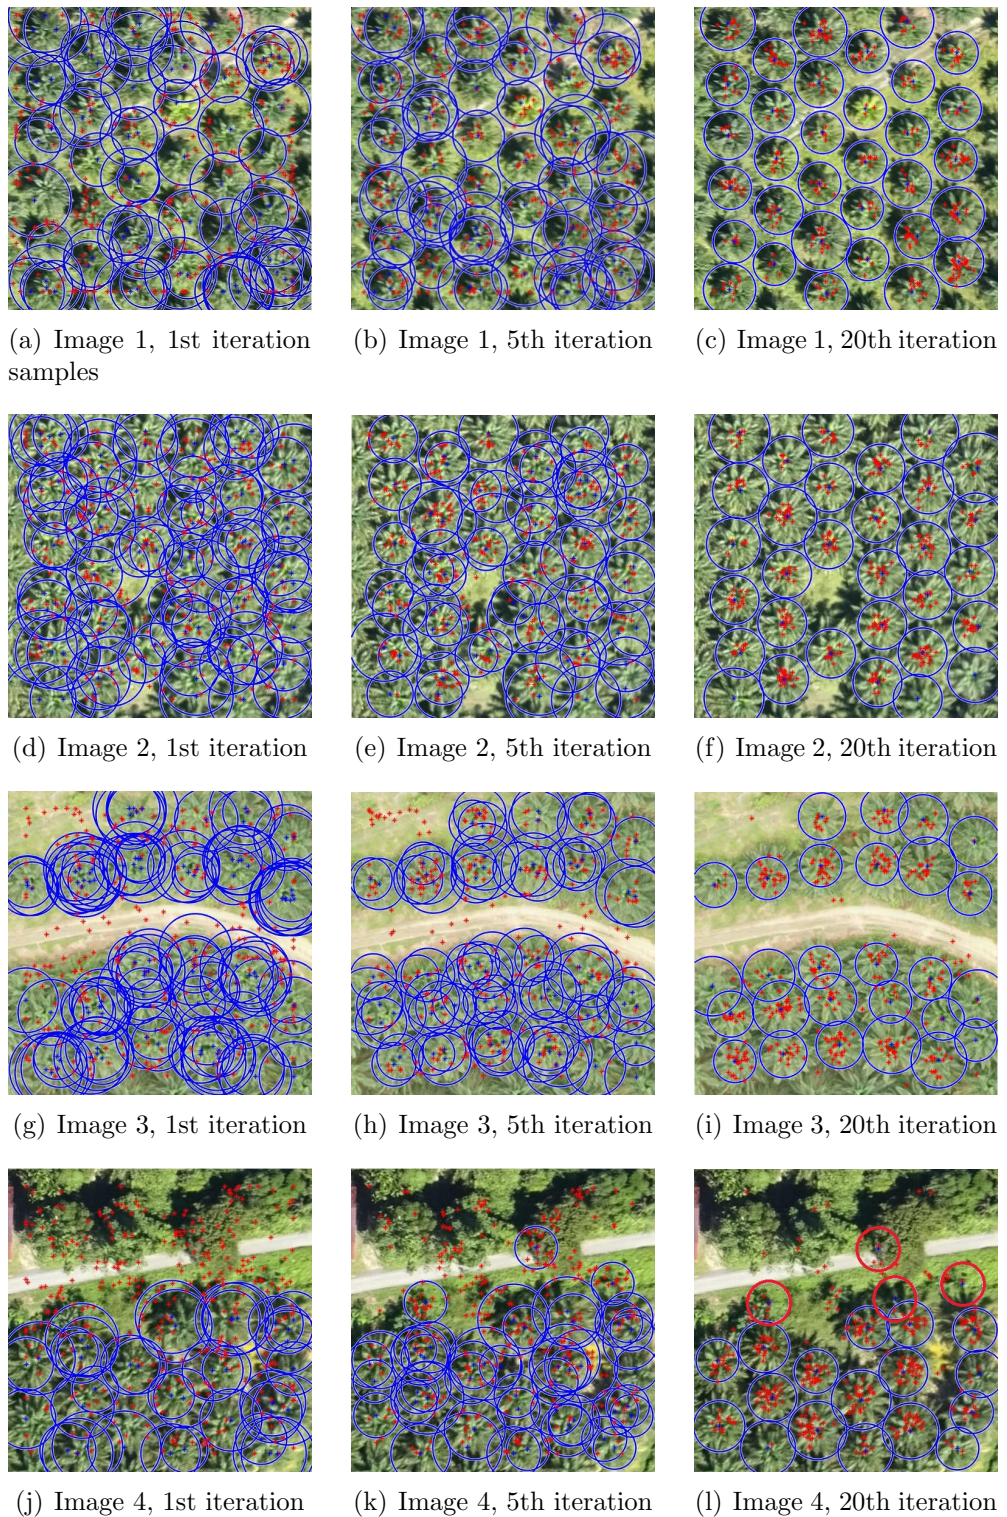 (a) Image 1, 1st iteration
samples
(b) Image 1, 5th iteration
(c) Image 1, 20th iteration
(d) Image 2, 1st iteration
(e) Image 2, 5th iteration
(f) Image 2, 20th iteration
(g) Image 3, 1st iteration
(h) Image 3, 5th iteration
(i) Image 3, 20th iteration
(j) Image 4, 1st iteration
(k) Image 4, 5th iteration
(l) Image 4, 20th iteration